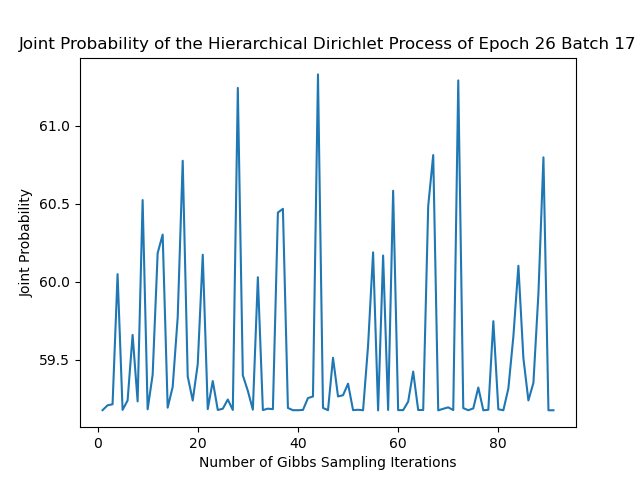 Joint Probability of the Hierarchical Dirichlet Process of Epoch 26 Batch 17
61.0
60.5
60.0
59.5
Joint Probability
0 20 40 60 80
Number of Gibbs Sampling Iterations